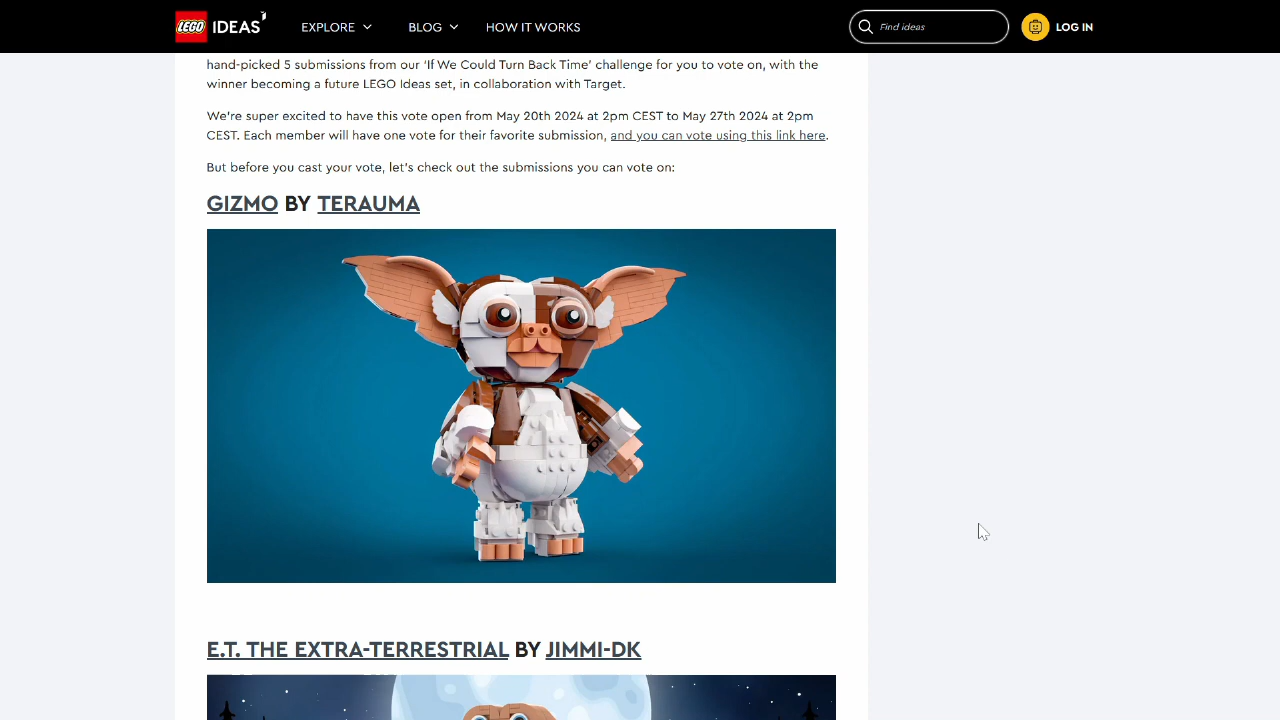 LEGO IDEAS EXPLORE BLOG HOW IT WORKS Find ideas LOG IN
hand-picked 5 submissions from our ‘If We Could Turn Back Time’ challenge for you to vote on, with the
winner becoming a future LEGO Ideas set, in collaboration with Target.
We’re super excited to have this vote open from May 20th 2024 at 2pm CEST to May 27th 2024 at 2pm
CEST. Each member will have one vote for their favorite submission, and you can vote using this link here.
But before you cast your vote, let’s check out the submissions you can vote on:
GIZMO BY TERAUMA
E.T. THE EXTRA-TERRESTRIAL BY JIMMI-DK